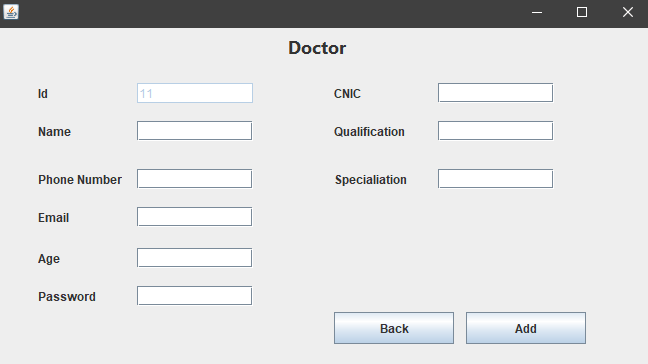 Doctor
Id 11 CNIC
Name Qualification
Phone Number Specialiation
Email
Age
Password
Back Add